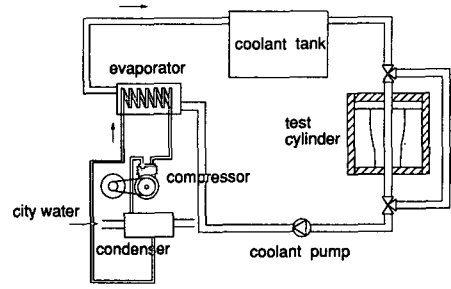 coolant tank
evaporator
test
cylinder
compressor
city water
condenser
coolant pump